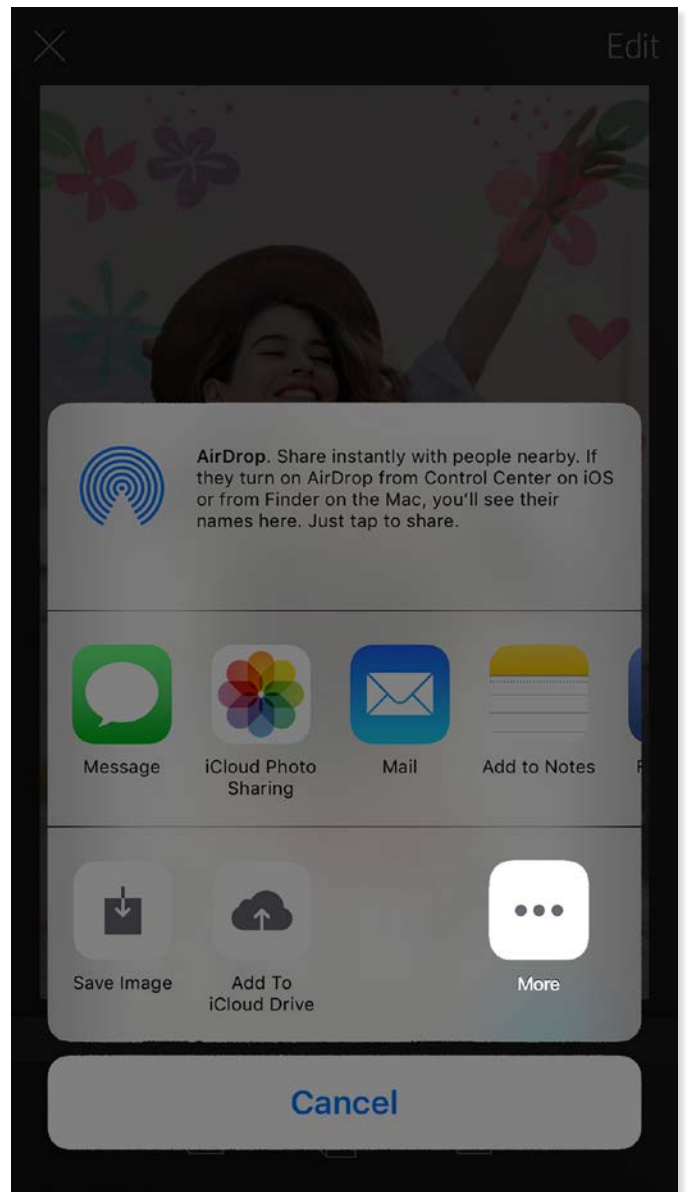 Edit
AirDrop. Share instantly with people nearby. If
they turn on AirDrop from Control Center on iOS
or from Finder on the Mac, you'll see their
names here. Just tap to share.
Message
iCloud Photo
Sharing
Mail
Add to Notes
Save Image
Add To
iCloud Drive
More
Cancel